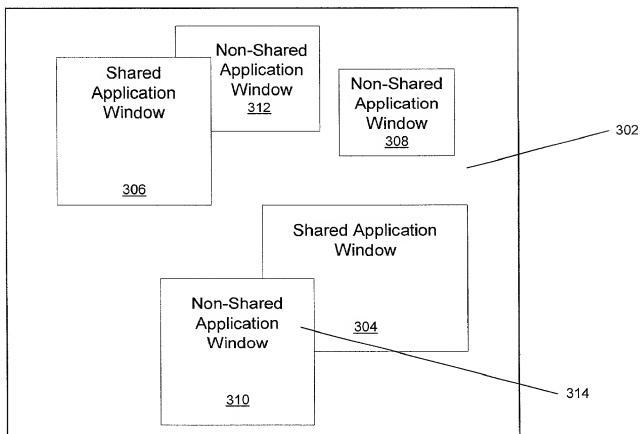 Non-Shared
Application
Window
312
Shared
Application
Window
306
Non-Shared
Application
Window
308
302
Shared Application
Window
304
Non-Shared
Application
Window
310
314